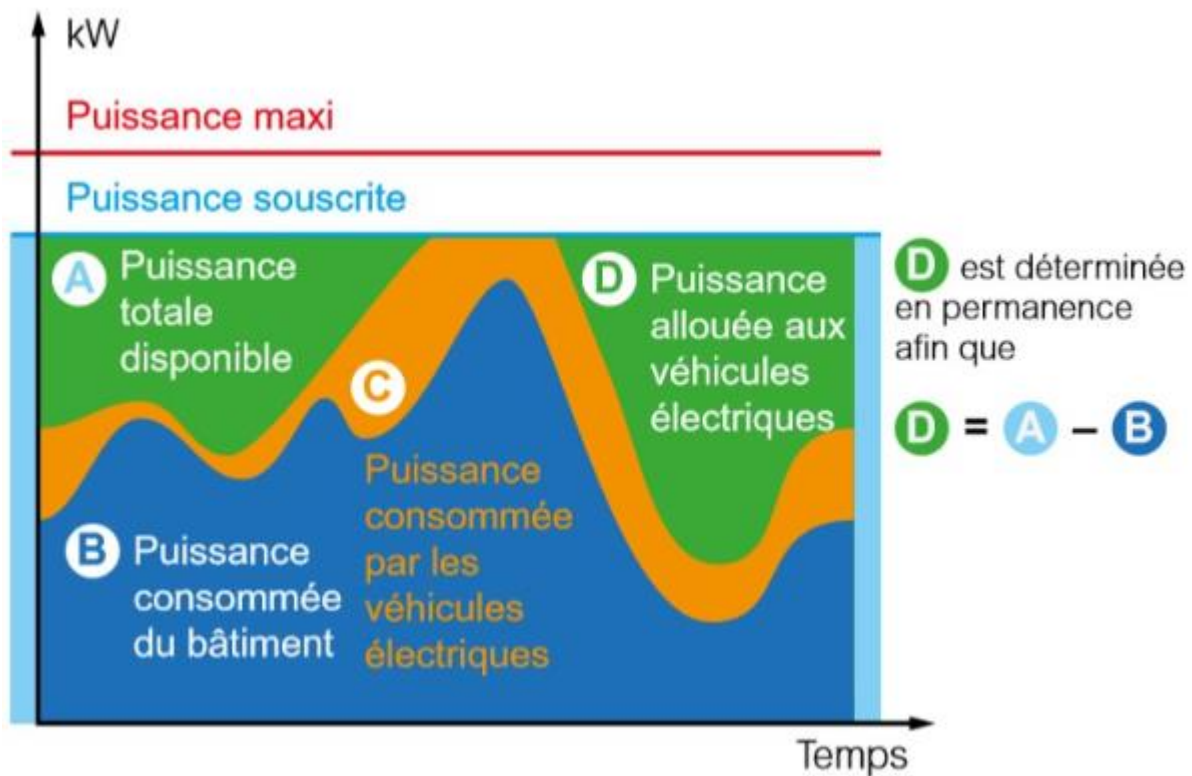 kW
Puissance maxi
Puissance souscrite
A Puissance
totale
disponible
D Puissance
allouée aux
véhicules
électriques
C
Puissance
consommée
par les
véhicules
électriques
B Puissance
consommée
du bâtiment
Temps
D est déterminée
en permanence
afin que
D = A – B